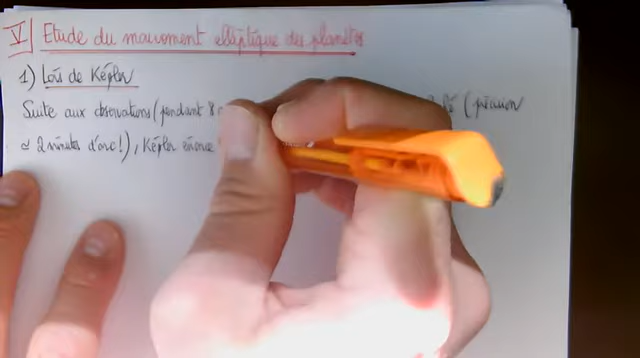 V] Etude du mouvement elliptique des planètes
1) Lois de Képler
Suite aux observations (pendant 8 (précision
≃ 2 minutes d'arc!), Képler énonce